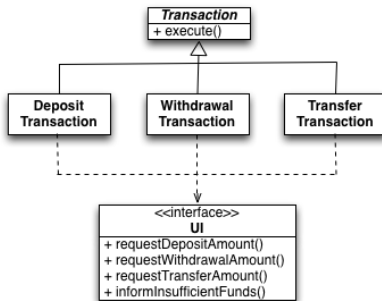 Transaction
+ execute()
Deposit
Transaction
Withdrawal
Transaction
Transfer
Transaction
<<interface>>
UI
+ requestDepositAmount()
+ requestWithdrawalAmount()
+ requestTransferAmount()
+ informInsufficientFunds()